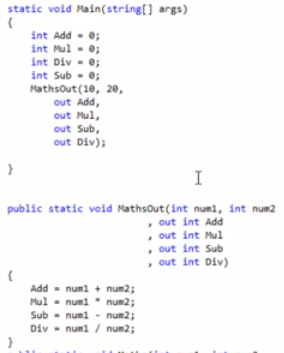 static void Main(string[] args)
{
    int Add = 0;
    int Mul = 0;
    int Div = 0;
    int Sub = 0;
    MathsOut(10, 20,
        out Add,
        out Mul,
        out Sub,
        out Div);
}
public static void MathsOut(int num1, int num2
                    , out int Add
                    , out int Mul
                    , out int Sub
                    , out int Div)
{
    Add = num1 + num2;
    Mul = num1 * num2;
    Sub = num1 - num2;
    Div = num1 / num2;
}